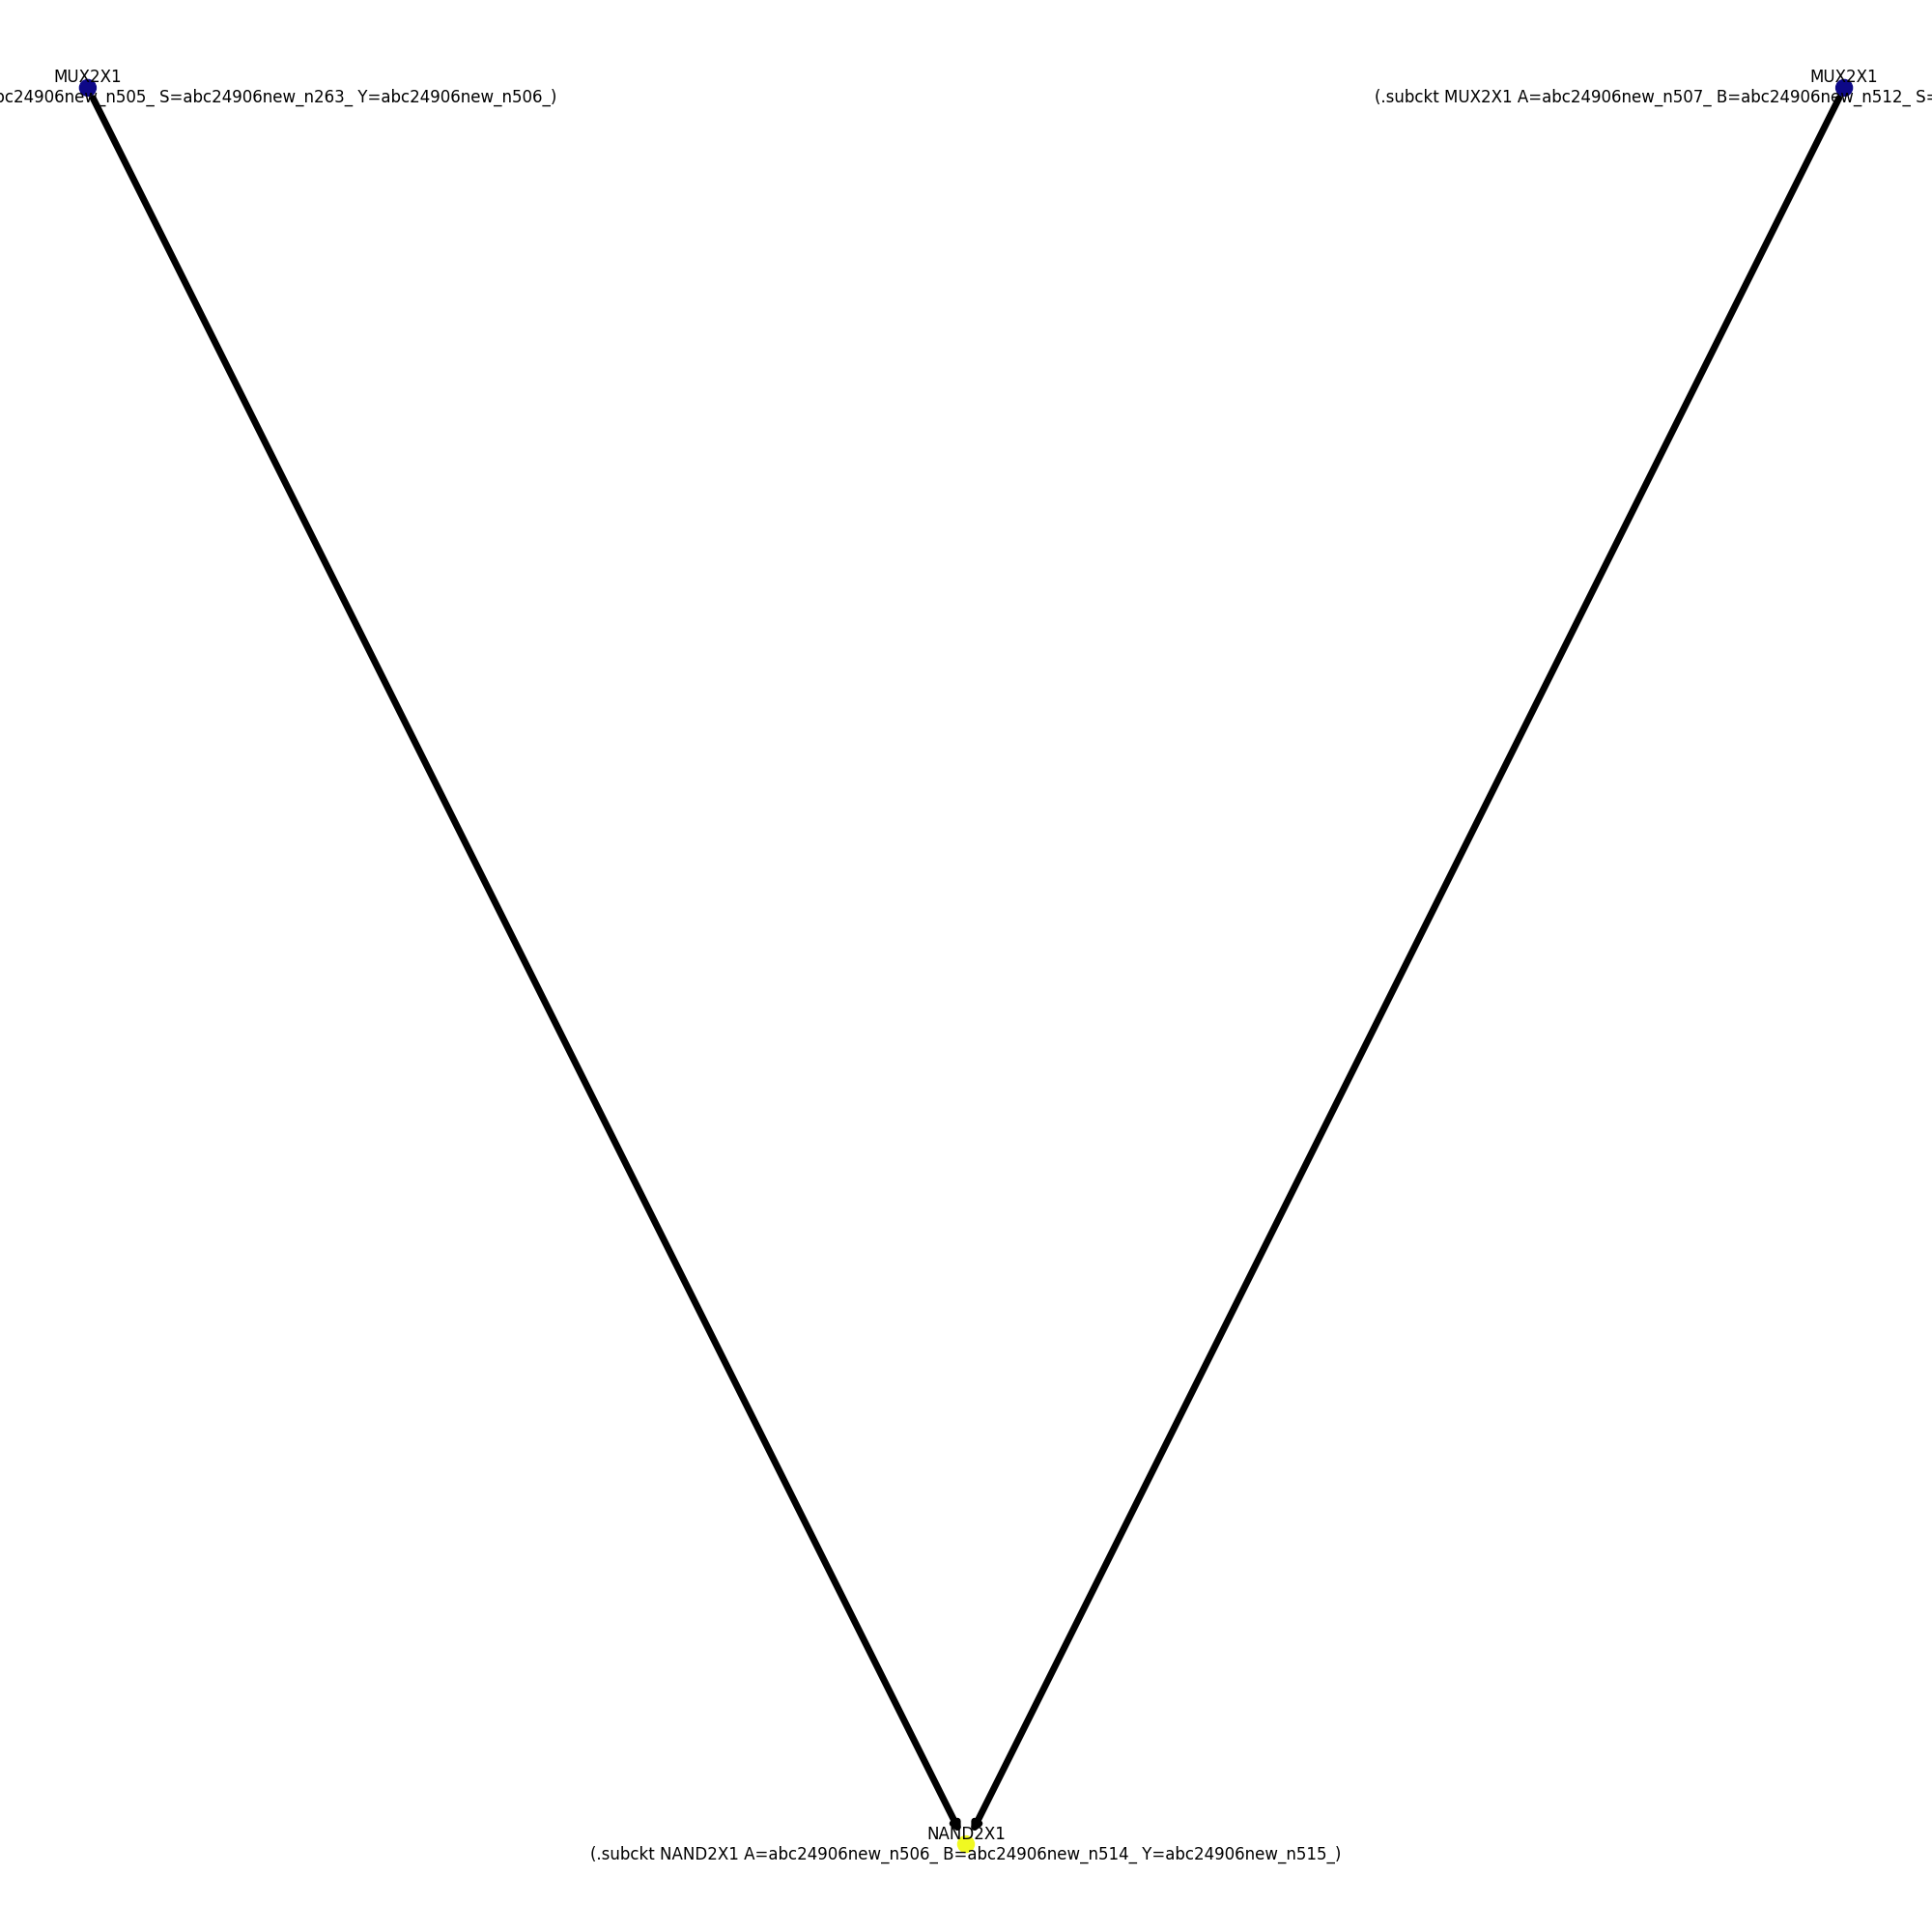 MUX2X1
MUX2X1
bc24906new_n505_ S=abc24906new_n263_ Y=abc24906new_n506_)
(.subckt MUX2X1 A=abc24906new_n507_ B=abc24906new_n512_ S=
NAND2X1
(.subckt NAND2X1 A=abc24906new_n506_ B=abc24906new_n514_ Y=abc24906new_n515_)